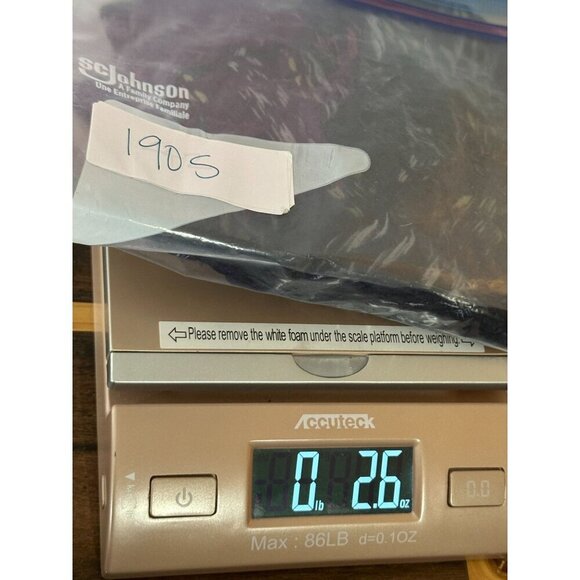 scJohnson
A Family Company
Une Entreprise Familiale
190S
⇦Please remove the white foam under the scale platform before weighing.⇨
Accuteck
0 lb 2.6 oz
0.0
Max : 86LB d=0.1OZ